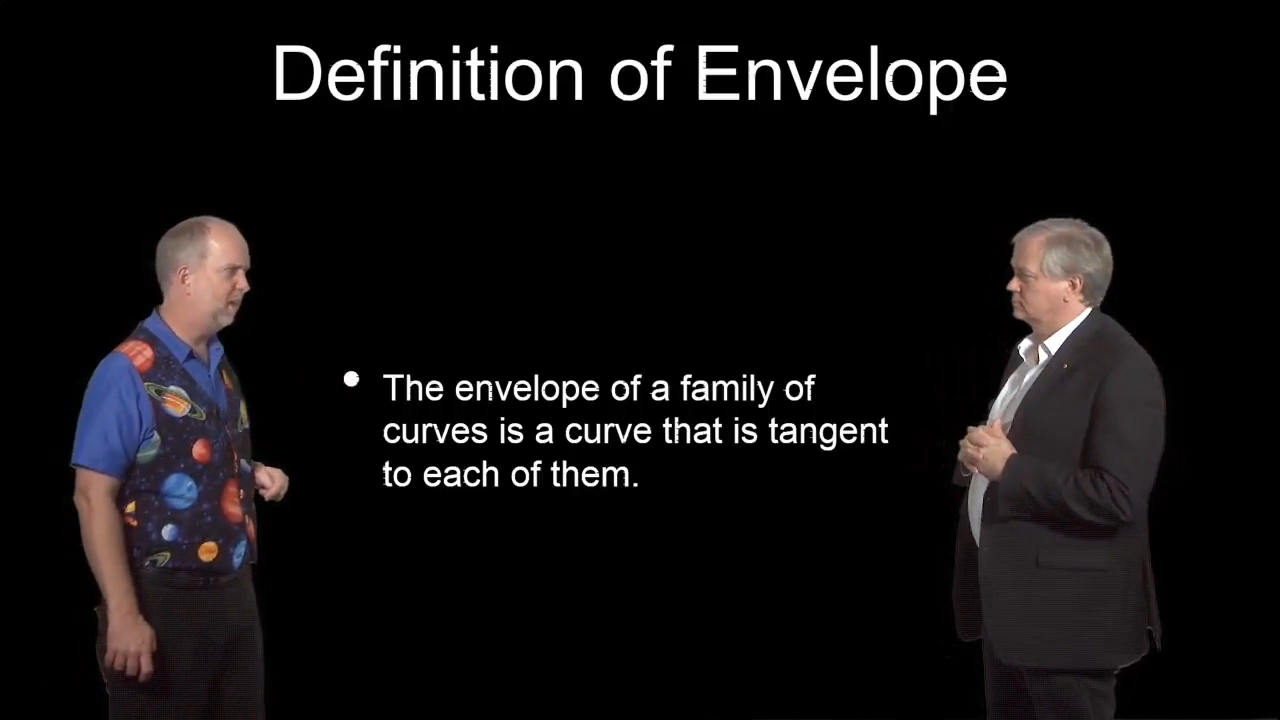 Definition of Envelope
• The envelope of a family of
curves is a curve that is tangent
to each of them.